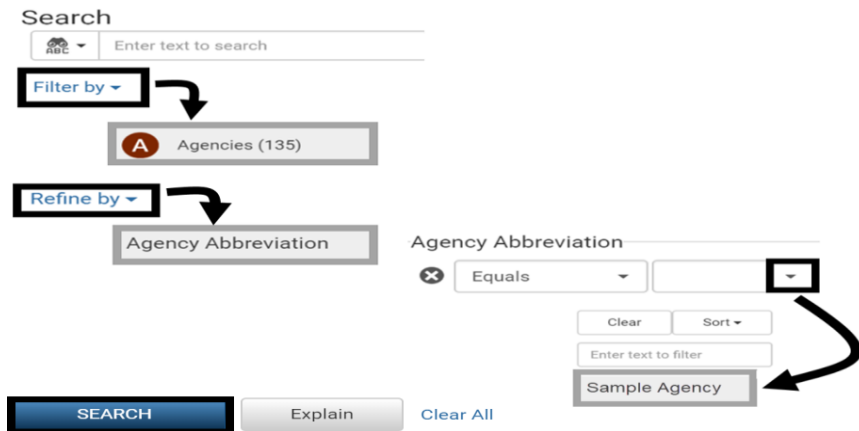 Search
ABC Enter text to search
Filter by
A Agencies (135)
Refine by
Agency Abbreviation
Agency Abbreviation
Equals
Clear Sort
Enter text to filter
Sample Agency
SEARCH Explain Clear All